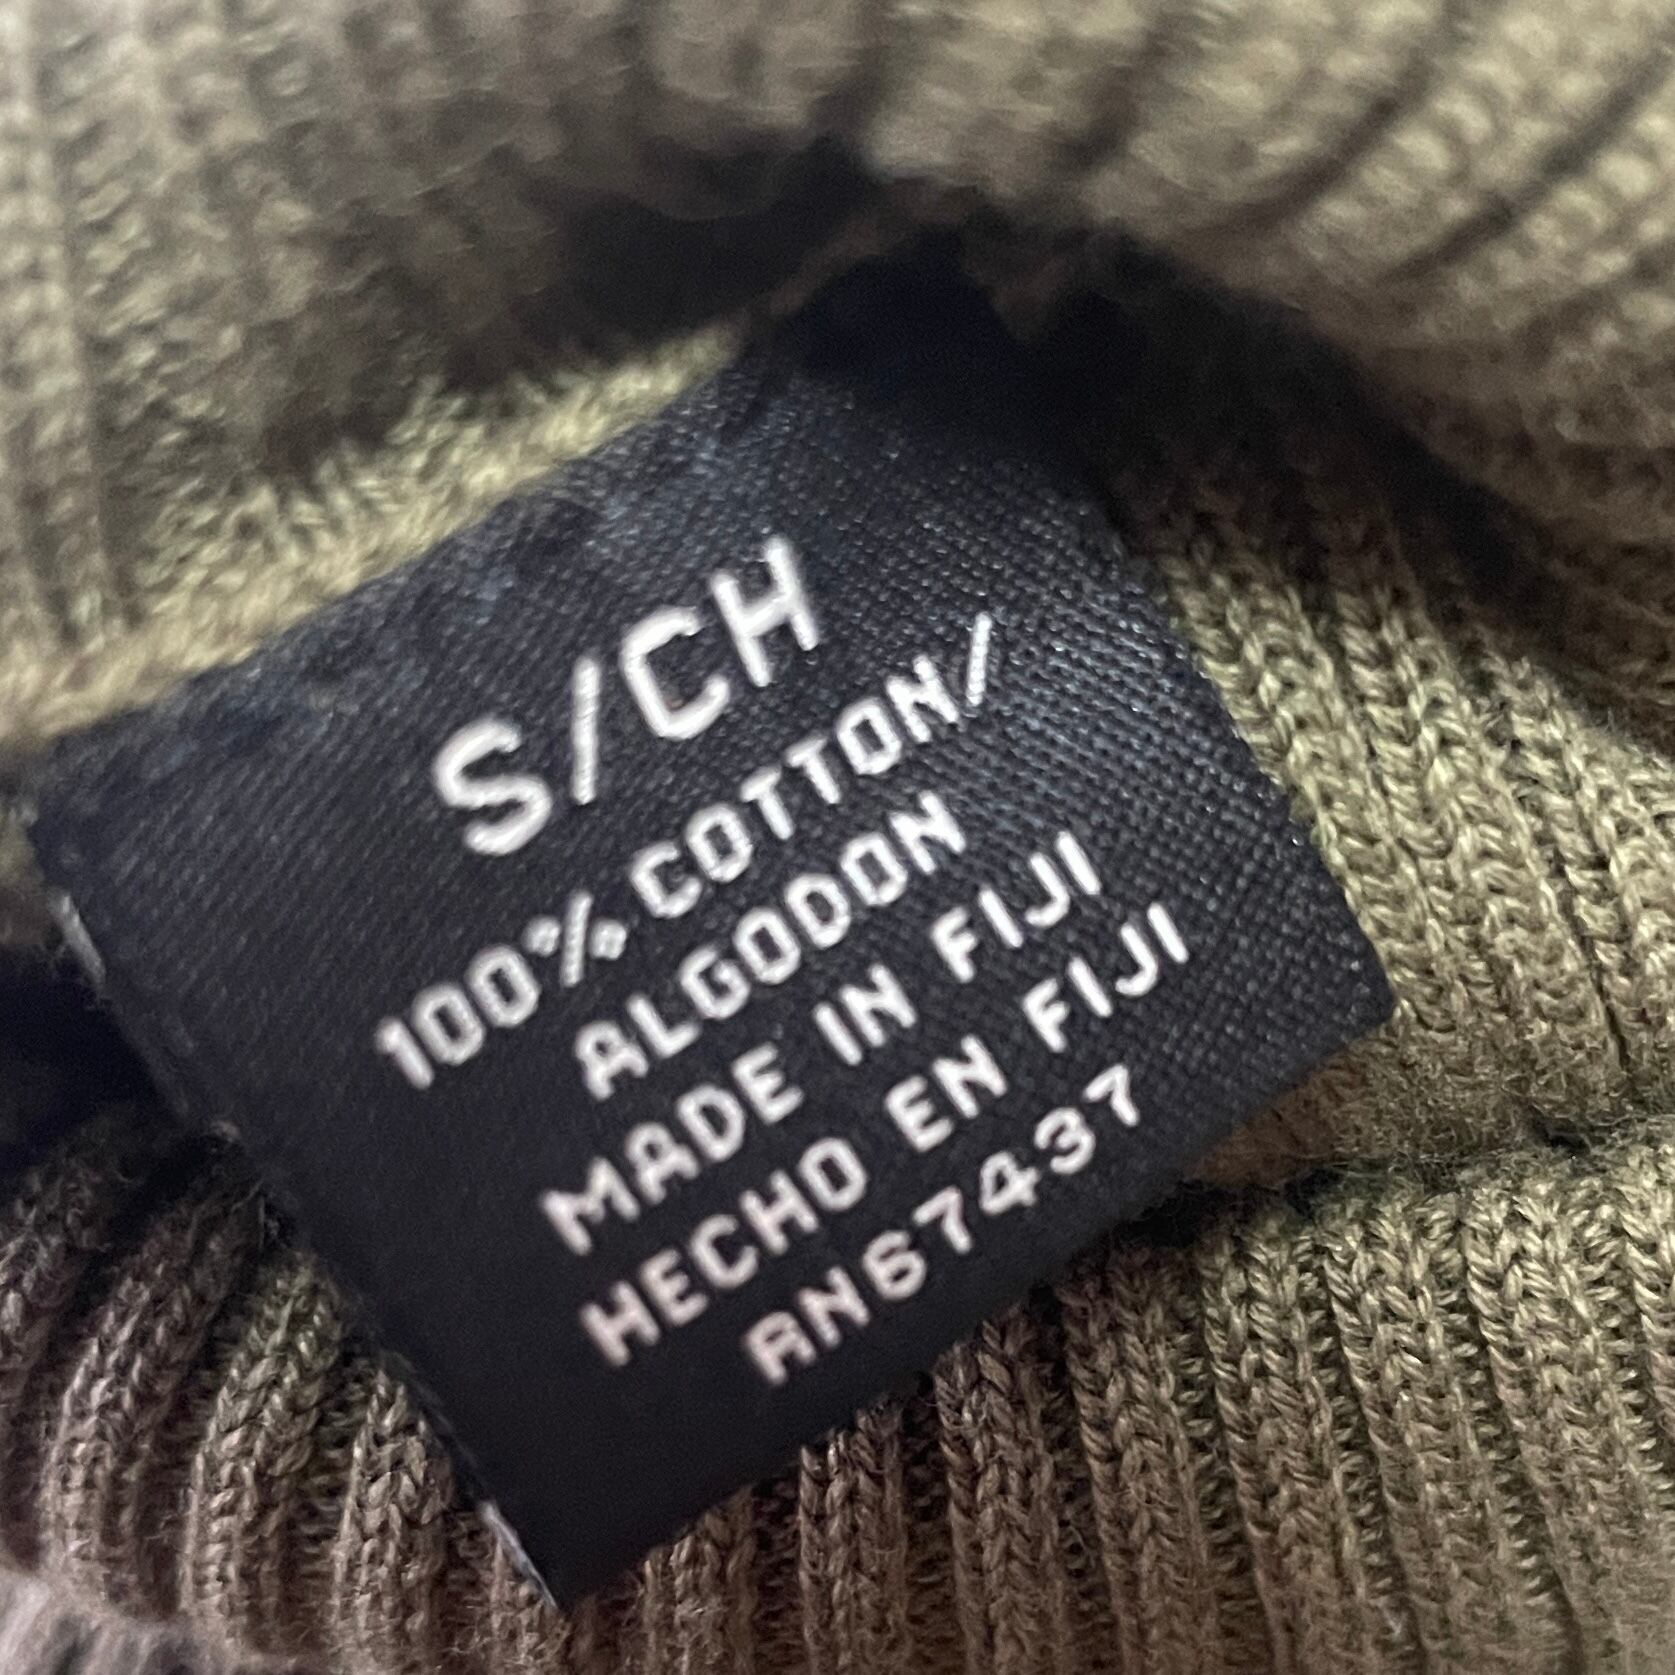 S/CH
100% COTTON/
ALGODON
MADE IN FIJI
HECHO EN FIJI
RN67437